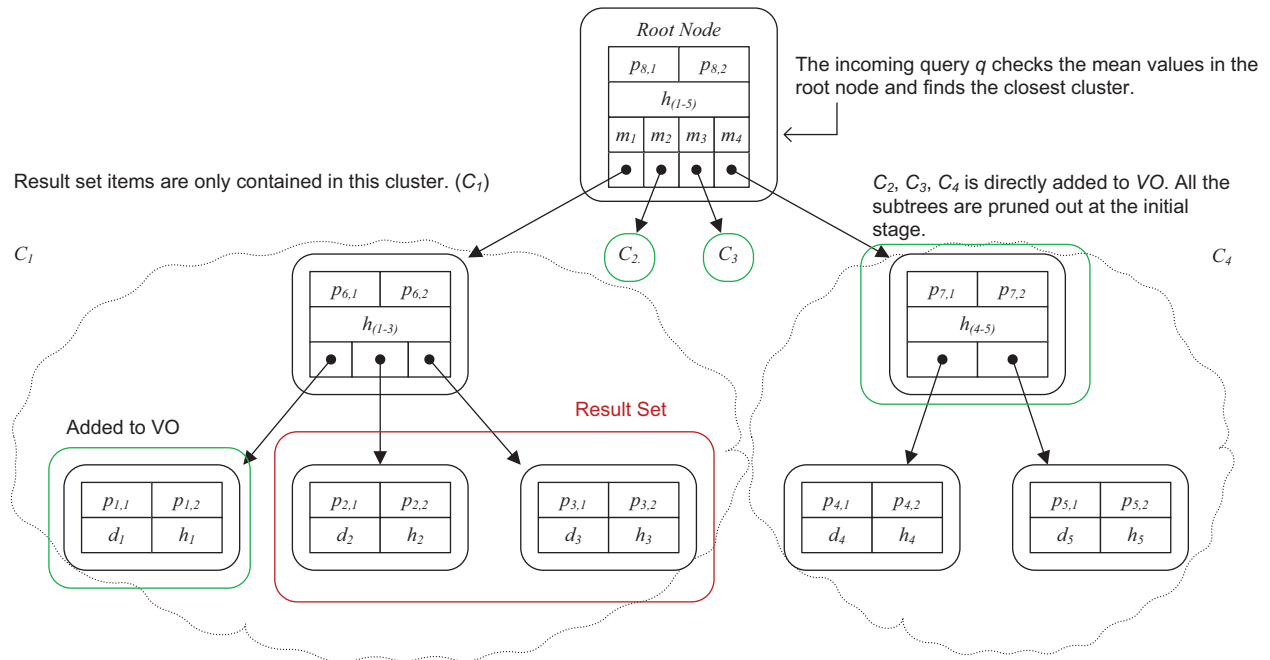 Root Node
p8,1 p8,2
h(1-5)
m1 m2 m3 m4
The incoming query q checks the mean values in the
root node and finds the closest cluster.
Result set items are only contained in this cluster. (C1)
C2, C3, C4 is directly added to VO. All the
subtrees are pruned out at the initial
stage.
C1
C2.
C3
C4
p6,1 p6,2
h(1-3)
p7,1 p7,2
h(4-5)
Added to VO
Result Set
p1,1 p1,2
d1 h1
p2,1 p2,2
d2 h2
p3,1 p3,2
d3 h3
p4,1 p4,2
d4 h4
p5,1 p5,2
d5 h5